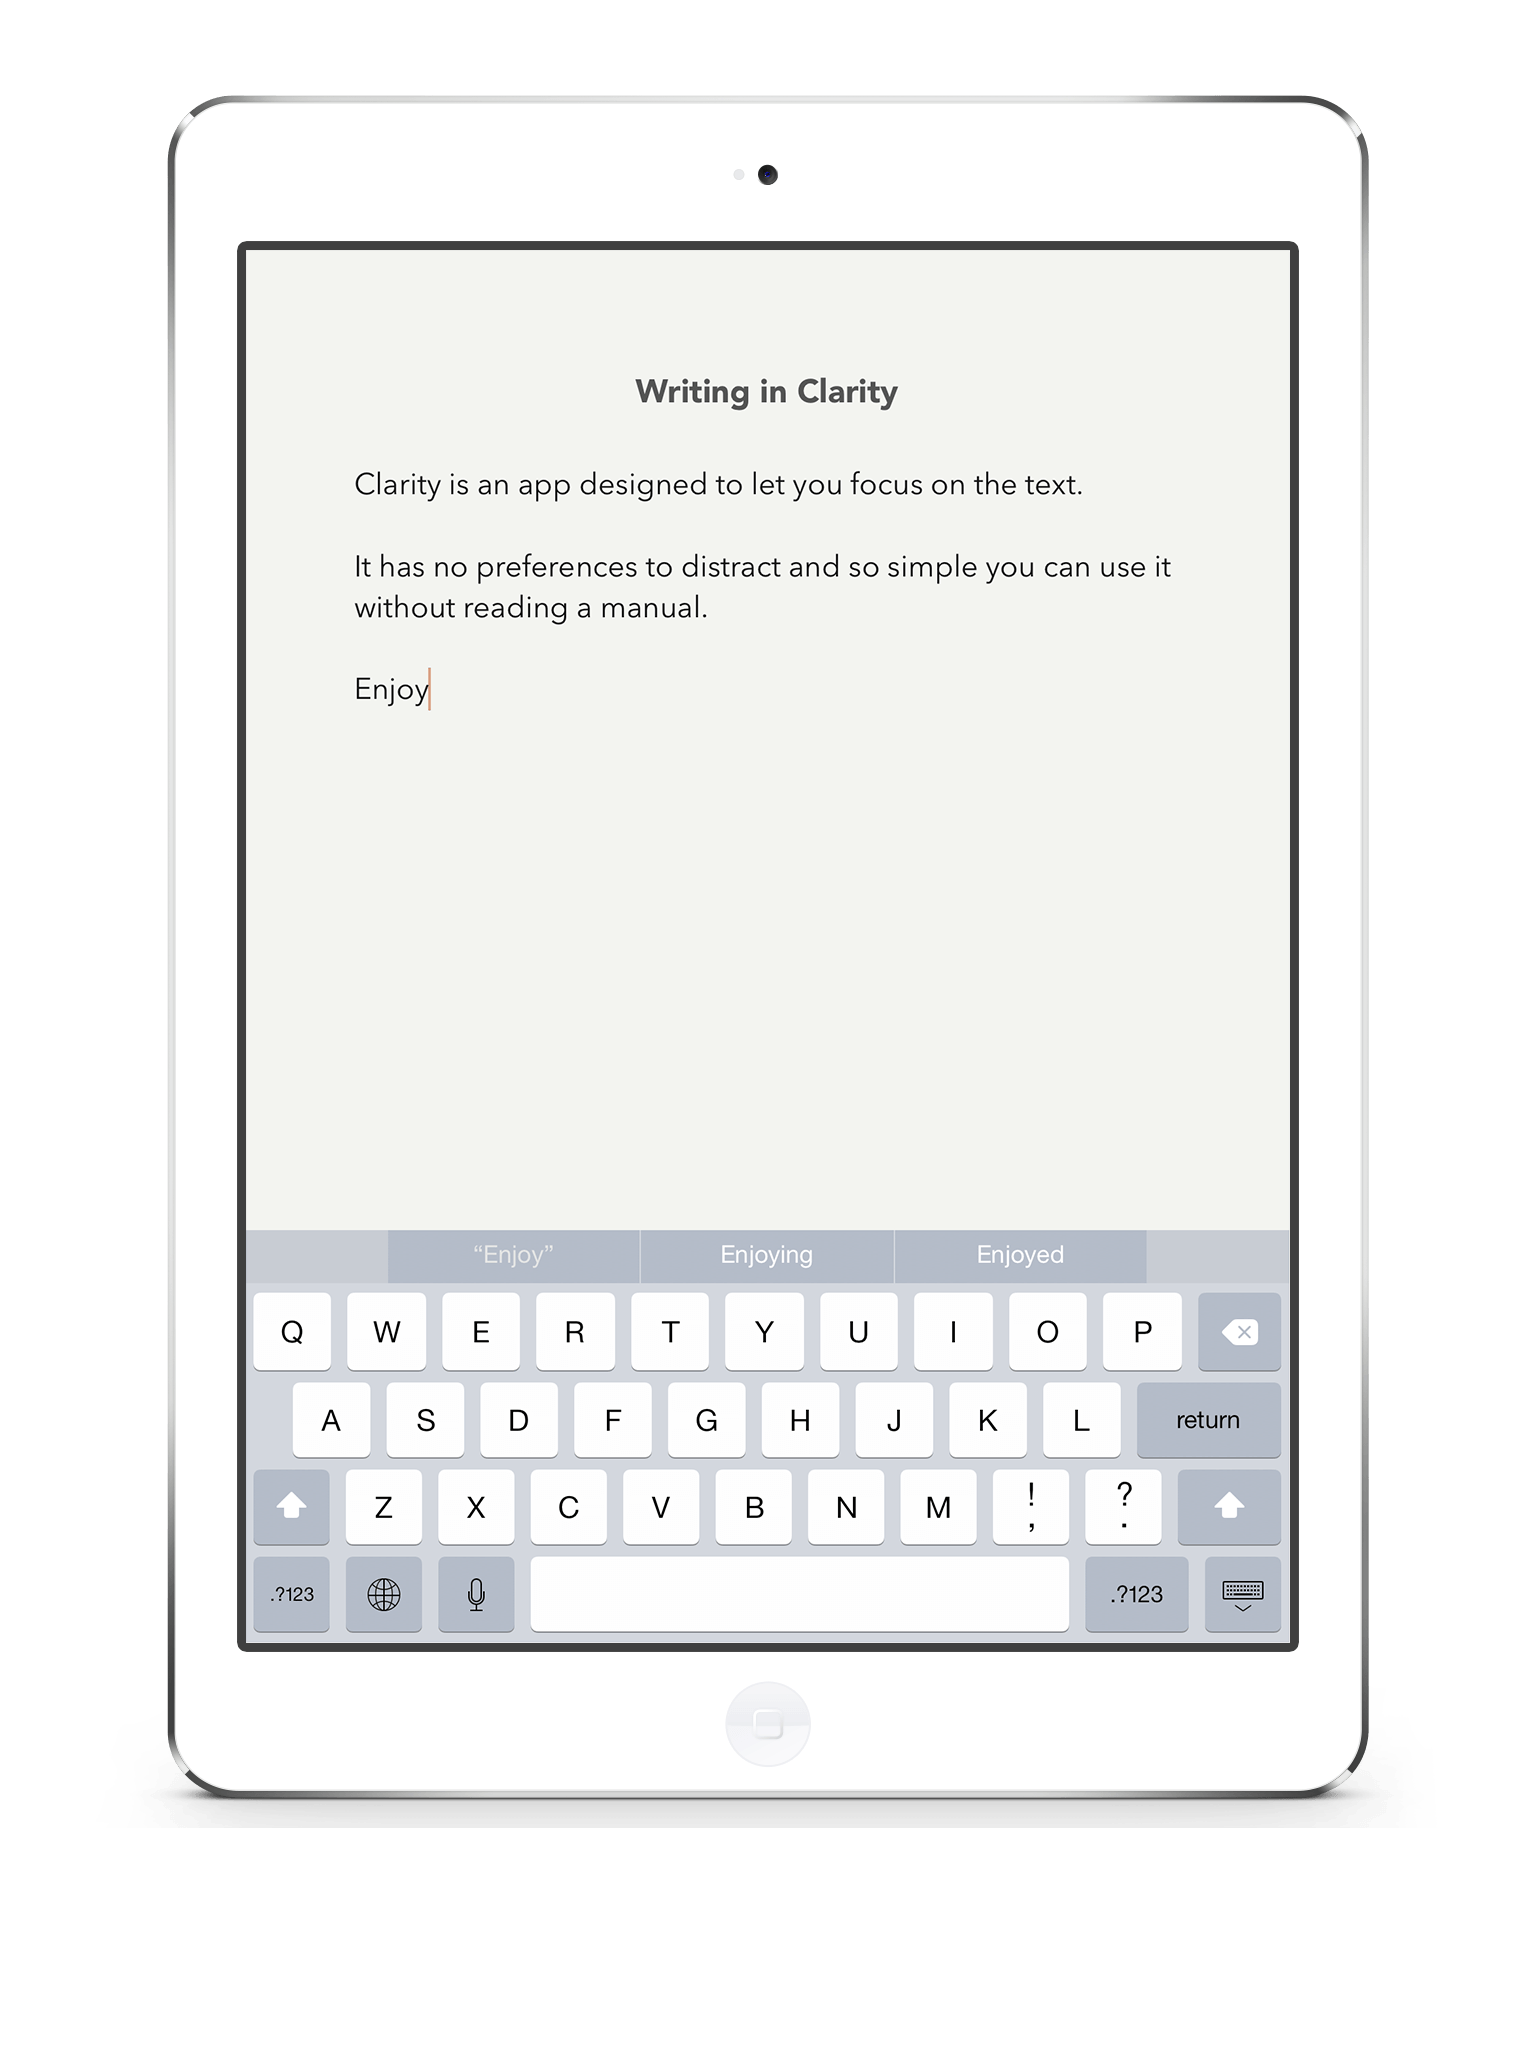 Writing in Clarity
Clarity is an app designed to let you focus on the text.
It has no preferences to distract and so simple you can use it
without reading a manual.
Enjoy
“Enjoy” Enjoying Enjoyed
Q W E R T Y U I O P
A S D F G H J K L return
Z X C V B N M ! , ? .
.?123 .?123